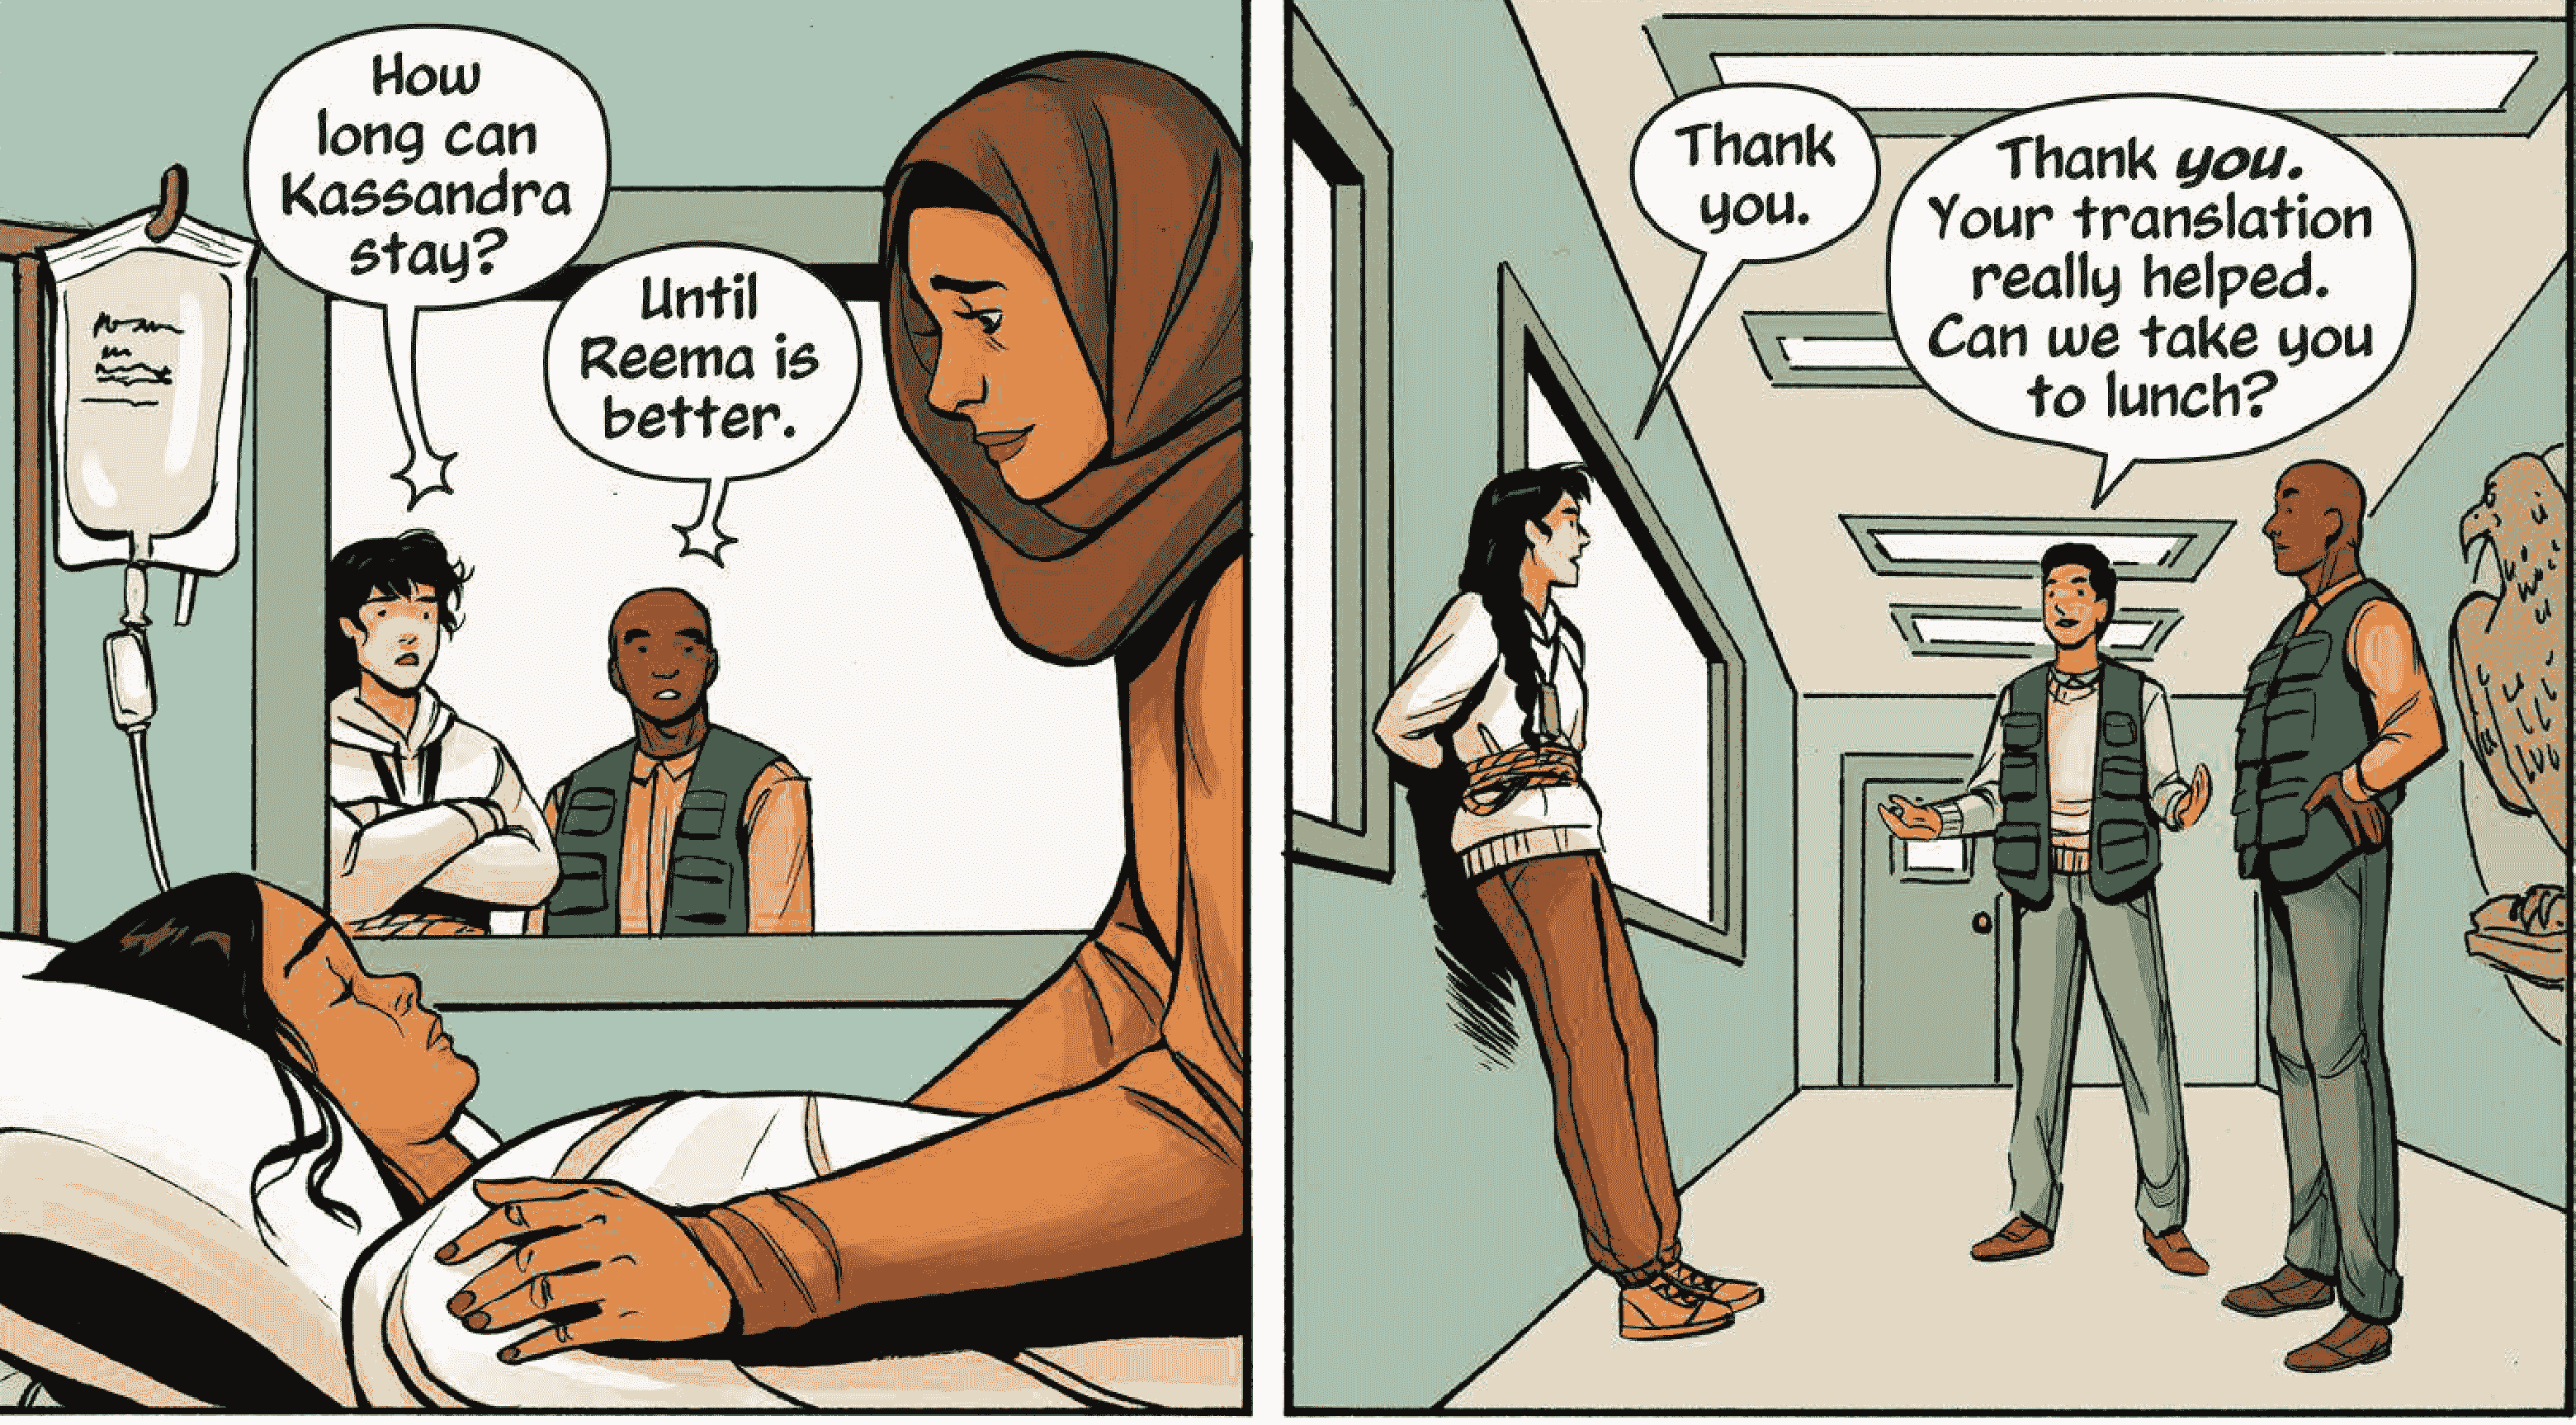 How
long can
Kassandra
stay?
Until
Reema is
better.
Thank
you.
Thank you.
Your translation
really helped.
Can we take you
to lunch?